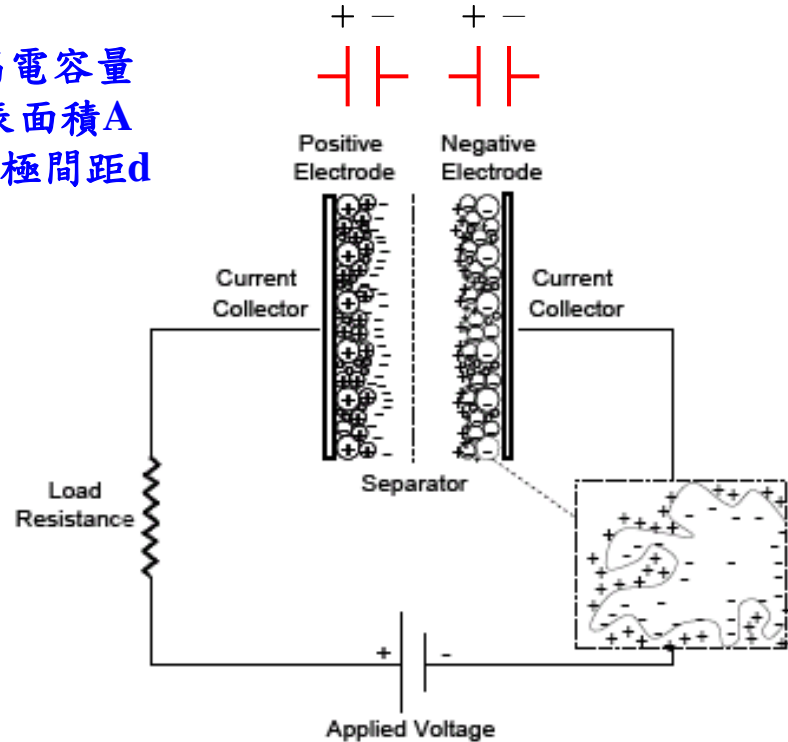 + − + −
電容量
表面積A
極間距d
Positive Electrode
Negative Electrode
Current Collector
Current Collector
Separator
Load Resistance
+ -
Applied Voltage